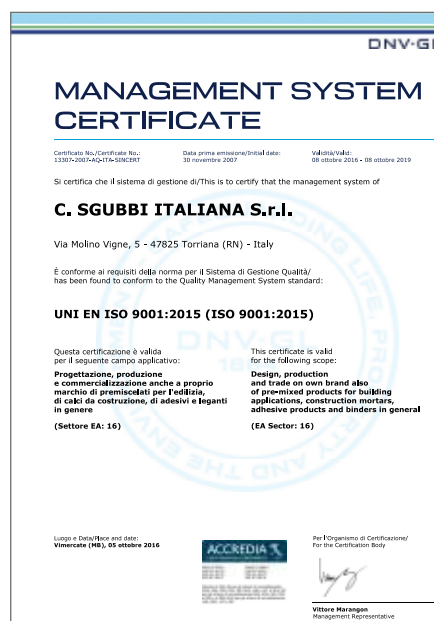 DNV·GL
MANAGEMENT SYSTEM
CERTIFICATE
Certificato No./Certificate No.:
13307-2007-AQ-ITA-SINCERT
Data prima emissione/Initial date:
30 novembre 2007
Validità/Valid:
08 ottobre 2016 - 08 ottobre 2019
Si certifica che il sistema di gestione di/This is to certify that the management system of
C. SGUBBI ITALIANA S.r.l.
Via Molino Vigne, 5 - 47825 Torriana (RN) - Italy
È conforme ai requisiti della norma per il Sistema di Gestione Qualità/
has been found to conform to the Quality Management System standard:
UNI EN ISO 9001:2015 (ISO 9001:2015)
Questa certificazione è valida
per il seguente campo applicativo:
Progettazione, produzione
e commercializzazione anche a proprio
marchio di premiscelati per l'edilizia,
di calci da costruzione, di adesivi e leganti
in genere
(Settore EA: 16)
This certificate is valid
for the following scope:
Design, production
and trade on own brand also
of pre-mixed products for building
applications, construction mortars,
adhesive products and binders in general
(EA Sector: 16)
DNV·GL
Luogo e Data/Place and date:
Vimercate (MB), 05 ottobre 2016
ACCREDIA
Per l'Organismo di Certificazione/
For the Certification Body
Vittore Marangon
Management Representative